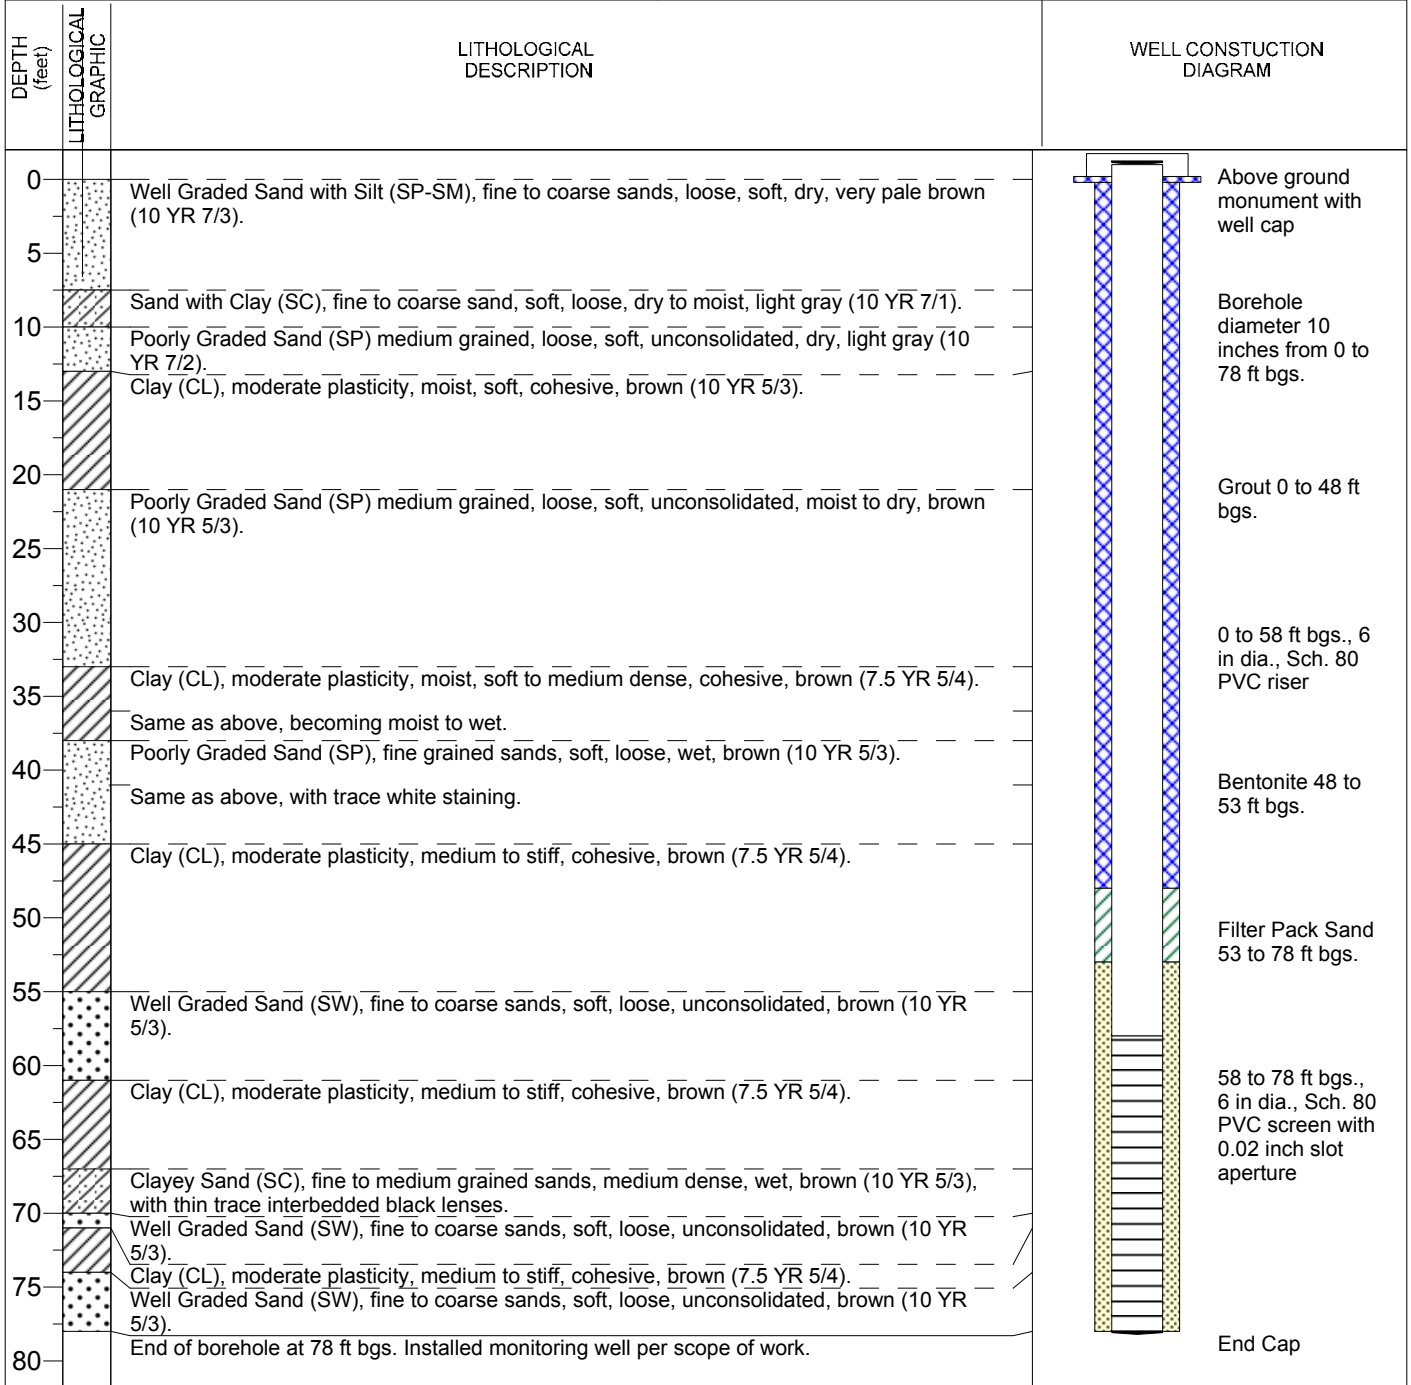 DEPTH
(feet)
LITHOLOGICAL
GRAPHIC
LITHOLOGICAL
DESCRIPTION
WELL CONSTUCTION
DIAGRAM
0
5
10
15
20
25
30
35
40
45
50
55
60
65
70
75
80
Well Graded Sand with Silt (SP-SM), fine to coarse sands, loose, soft, dry, very pale brown
(10 YR 7/3).
Sand with Clay (SC), fine to coarse sand, soft, loose, dry to moist, light gray (10 YR 7/1).
Poorly Graded Sand (SP) medium grained, loose, soft, unconsolidated, dry, light gray (10
YR 7/2).
Clay (CL), moderate plasticity, moist, soft, cohesive, brown (10 YR 5/3).
Poorly Graded Sand (SP) medium grained, loose, soft, unconsolidated, moist to dry, brown
(10 YR 5/3).
Clay (CL), moderate plasticity, moist, soft to medium dense, cohesive, brown (7.5 YR 5/4).
Same as above, becoming moist to wet.
Poorly Graded Sand (SP), fine grained sands, soft, loose, wet, brown (10 YR 5/3).
Same as above, with trace white staining.
Clay (CL), moderate plasticity, medium to stiff, cohesive, brown (7.5 YR 5/4).
Well Graded Sand (SW), fine to coarse sands, soft, loose, unconsolidated, brown (10 YR
5/3).
Clay (CL), moderate plasticity, medium to stiff, cohesive, brown (7.5 YR 5/4).
Clayey Sand (SC), fine to medium grained sands, medium dense, wet, brown (10 YR 5/3),
with thin trace interbedded black lenses.
Well Graded Sand (SW), fine to coarse sands, soft, loose, unconsolidated, brown (10 YR
5/3).
Clay (CL), moderate plasticity, medium to stiff, cohesive, brown (7.5 YR 5/4).
Well Graded Sand (SW), fine to coarse sands, soft, loose, unconsolidated, brown (10 YR
5/3).
End of borehole at 78 ft bgs. Installed monitoring well per scope of work.
Above ground
monument with
well cap
Borehole
diameter 10
inches from 0 to
78 ft bgs.
Grout 0 to 48 ft
bgs.
0 to 58 ft bgs., 6
in dia., Sch. 80
PVC riser
Bentonite 48 to
53 ft bgs.
Filter Pack Sand
53 to 78 ft bgs.
58 to 78 ft bgs.,
6 in dia., Sch. 80
PVC screen with
0.02 inch slot
aperture
End Cap